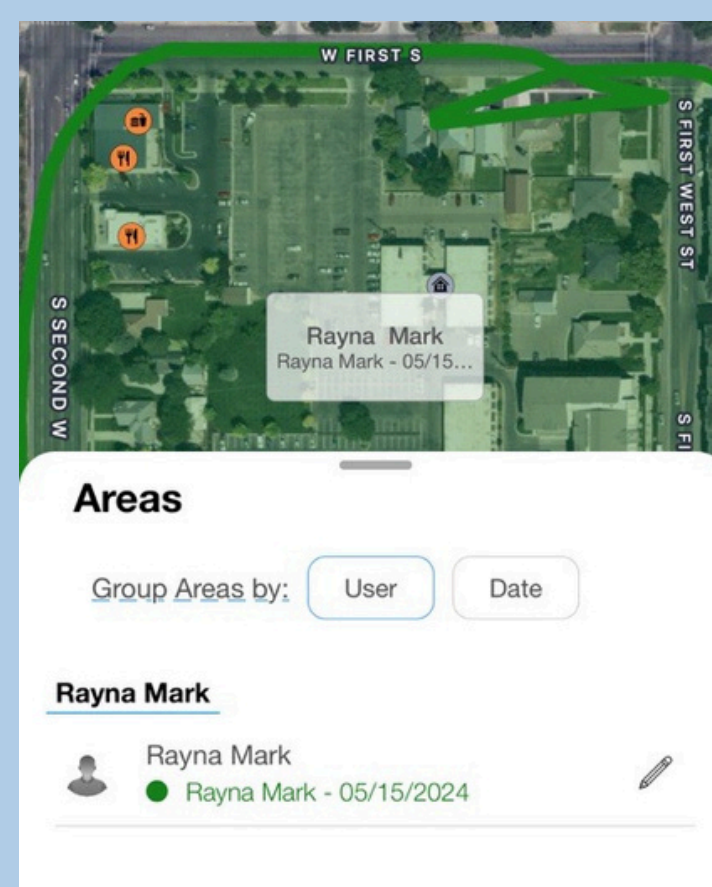 W FIRST S
S FIRST WEST ST
S SECOND W
Rayna Mark
Rayna Mark - 05/15...
S FI
Areas
Group Areas by:
User
Date
Rayna Mark
Rayna Mark
Rayna Mark - 05/15/2024